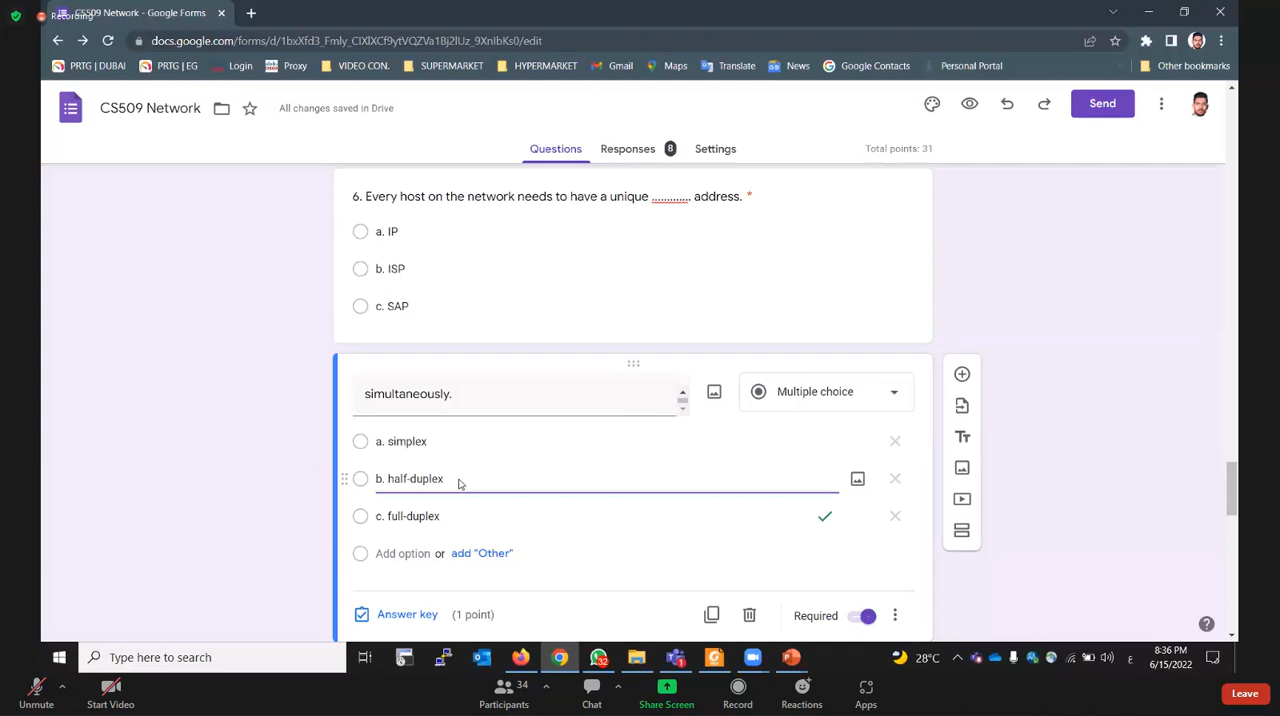 Recording
CS509 Network - Google Forms
docs.google.com/forms/d/1bxXfd3_Fmly_ClXlXCf9ytVQZVa1Bj2lUz_9XnIbKs0/edit
PRTG | DUBAI
PRTG | EG
Login
Proxy
VIDEO CON.
SUPERMARKET
HYPERMARKET
Gmail
Maps
Translate
News
Google Contacts
Personal Portal
Other bookmarks
CS509 Network
All changes saved in Drive
Send
Questions
Responses 8
Settings
Total points: 31
6. Every host on the network needs to have a unique ............. address. *
a. IP
b. ISP
c. SAP
simultaneously.
Multiple choice
a. simplex
b. half-duplex
c. full-duplex
Add option or add "Other"
Answer key (1 point)
Required
Type here to search
32
1
28°C
ع
8:36 PM
6/15/2022
Unmute
Start Video
34
Participants
Chat
Share Screen
Record
Reactions
Apps
Leave